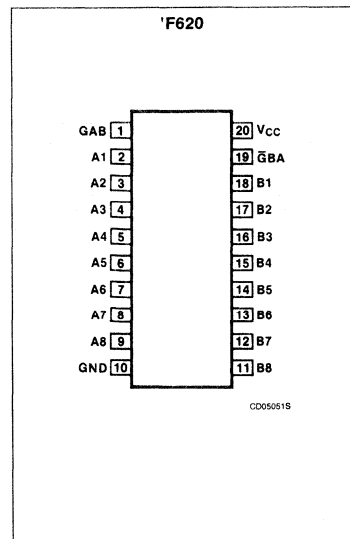 'F620
GAB 1
A1 2
A2 3
A3 4
A4 5
A5 6
A6 7
A7 8
A8 9
GND 10
20 VCC
19 G̅BA
18 B1
17 B2
16 B3
15 B4
14 B5
13 B6
12 B7
11 B8
CD05051S